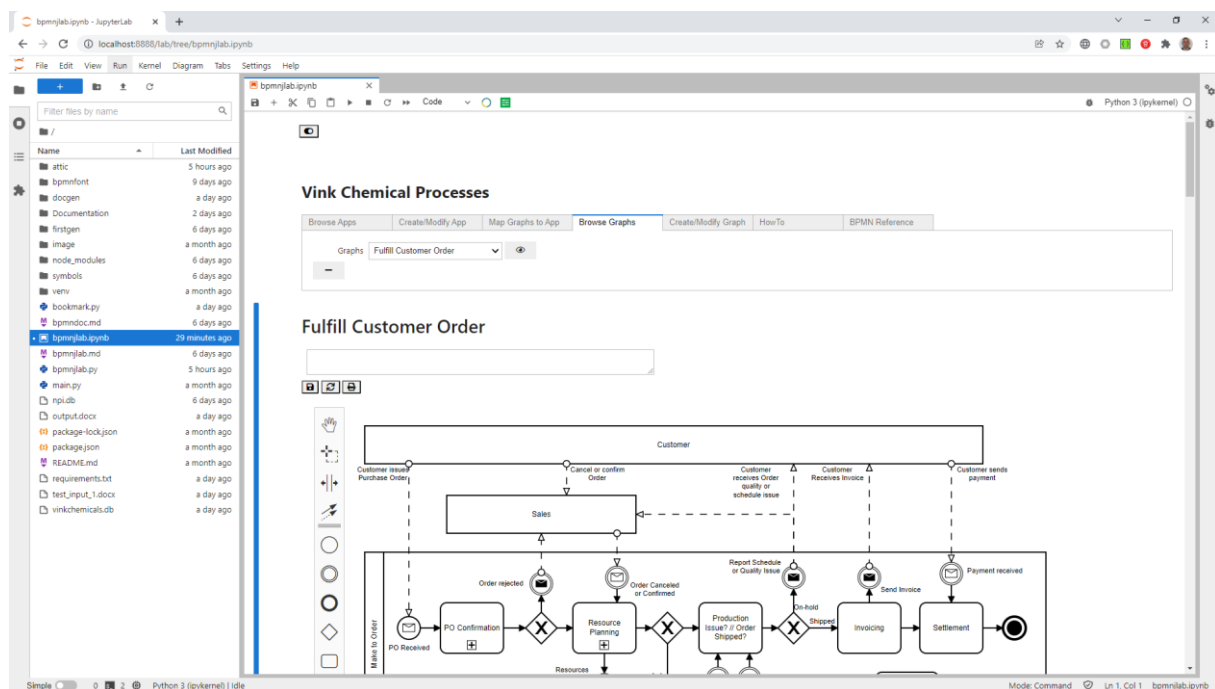 bpmnjlab.ipynb - JupyterLab
localhost:8888/lab/tree/bpmnjlab.ipynb
File Edit View Run Kernel Diagram Tabs Settings Help
bpmnjlab.ipynb
Code
Python 3 (ipykernel)
Filter files by name
/
Name Last Modified
attic 5 hours ago
bpmnfont 9 days ago
docgen a day ago
Documentation 2 days ago
firstgen 6 days ago
image a month ago
node_modules 6 days ago
symbols 6 days ago
venv a month ago
bookmark.py a day ago
bpmndoc.md 6 days ago
bpmnjlab.ipynb 29 minutes ago
bpmnjlab.md 6 days ago
bpmnjlab.py 5 hours ago
main.py a month ago
npi.db 6 days ago
output.docx a day ago
package-lock.json a month ago
package.json a month ago
README.md a month ago
requirements.txt a day ago
test_input_1.docx a day ago
vinkchemicals.db a day ago
Vink Chemical Processes
Browse Apps Create/Modify App Map Graphs to App Browse Graphs Create/Modify Graph HowTo BPMN Reference
Graphs Fulfill Customer Order
Fulfill Customer Order
Customer
Customer issues
Purchase Order
Cancel or confirm
Order
Customer
receives Order
quality or
schedule issue
Customer
Receives Invoice
Customer sends
payment
Sales
Make to Order
Order rejected
Order Canceled
or Confirmed
Report Schedule
or Quality Issue
Send Invoice
Payment received
PO Received
PO Confirmation
Resource
Planning
Production
Issue? // Order
Shipped?
On-hold
Shipped
Invoicing
Settlement
Resources
Simple 0 2 Python 3 (ipykernel) | Idle
Mode: Command Ln 1, Col 1 bpmnjlab.ipynb